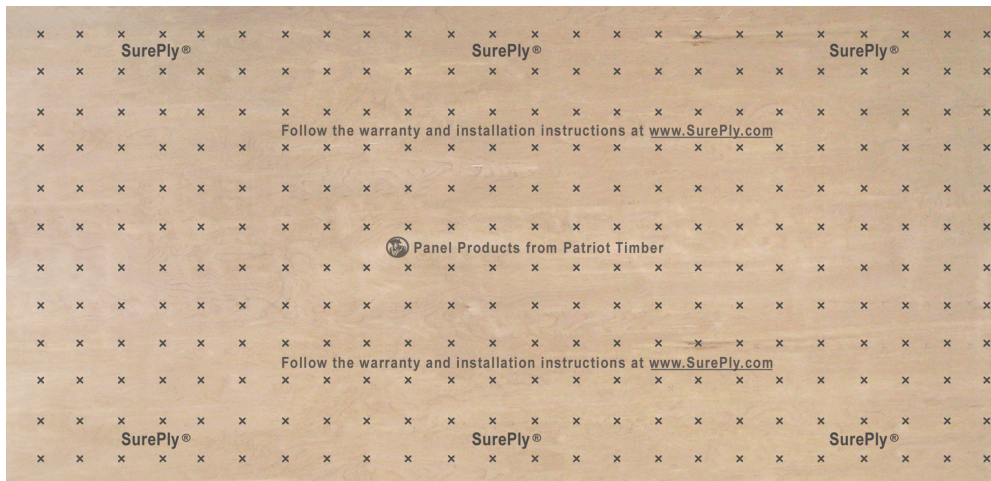 SurePly® SurePly® SurePly®
Follow the warranty and installation instructions at www.SurePly.com
Panel Products from Patriot Timber
Follow the warranty and installation instructions at www.SurePly.com
SurePly® SurePly® SurePly®